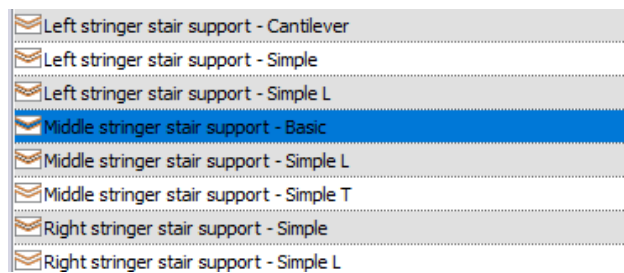 Left stringer stair support - Cantilever
Left stringer stair support - Simple
Left stringer stair support - Simple L
Middle stringer stair support - Basic
Middle stringer stair support - Simple L
Middle stringer stair support - Simple T
Right stringer stair support - Simple
Right stringer stair support - Simple L